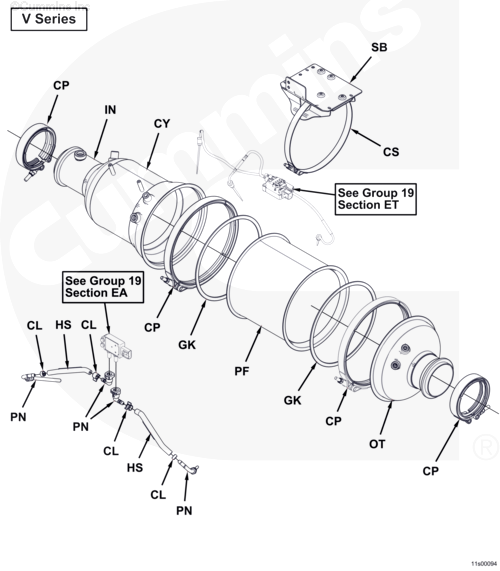 ©Cummins Inc.
V Series
Cummins
SB
CP
IN
CY
CS
See Group 19
Section ET
See Group 19
Section EA
CP
CL
HS
CL
GK
PF
PN
PN
GK
CP
OT
CL
HS
CP
CL
PN
®
11s00094